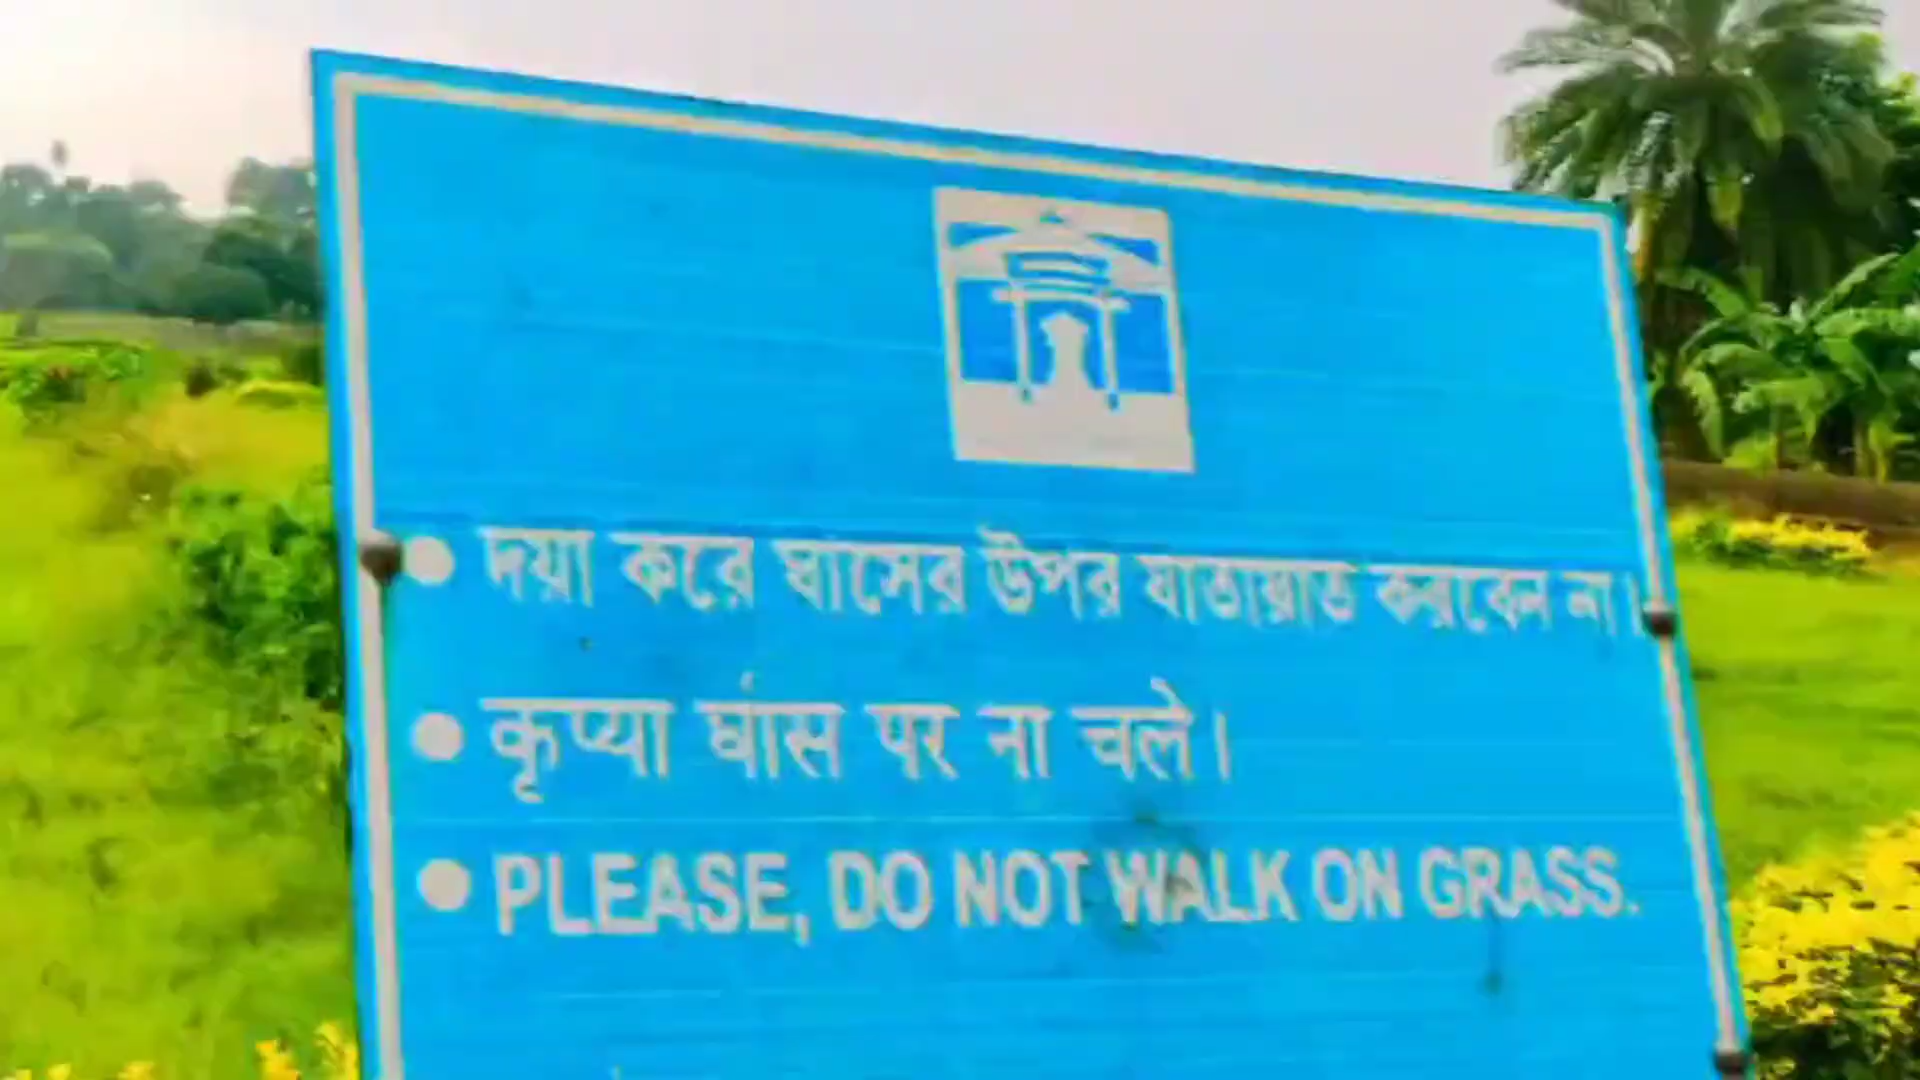 দয়া করে ঘাসের উপর যাতায়াত করবেন না।
कृप्या घास पर ना चले।
PLEASE, DO NOT WALK ON GRASS.